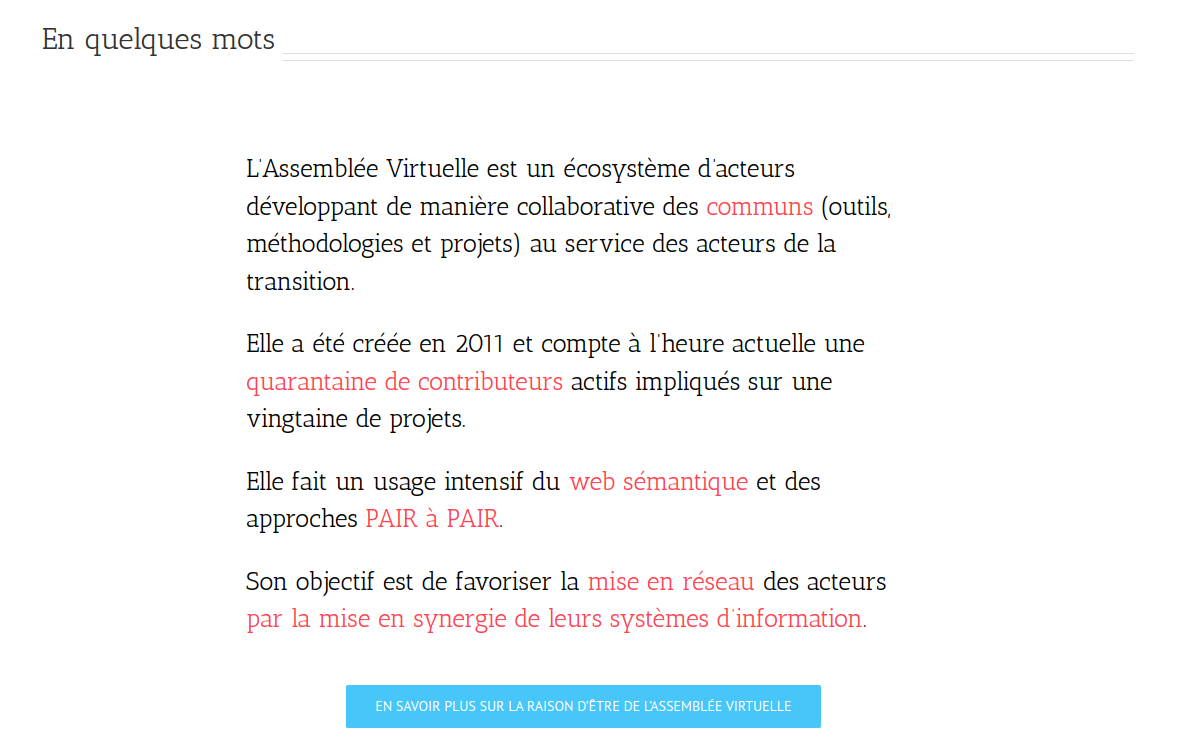 En quelques mots
L'Assemblée Virtuelle est un écosystème d'acteurs
développant de manière collaborative des communs (outils,
méthodologies et projets) au service des acteurs de la
transition.
Elle a été créée en 2011 et compte à l'heure actuelle une
quarantaine de contributeurs actifs impliqués sur une
vingtaine de projets.
Elle fait un usage intensif du web sémantique et des
approches PAIR à PAIR.
Son objectif est de favoriser la mise en réseau des acteurs
par la mise en synergie de leurs systèmes d'information.
EN SAVOIR PLUS SUR LA RAISON D'ÊTRE DE L'ASSEMBLÉE VIRTUELLE